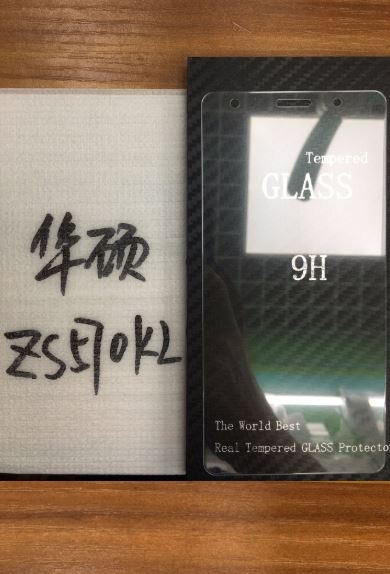 华硕
ZS570KL
Tempered
GLASS
9H
The World Best
Real Tempered GLASS Protector